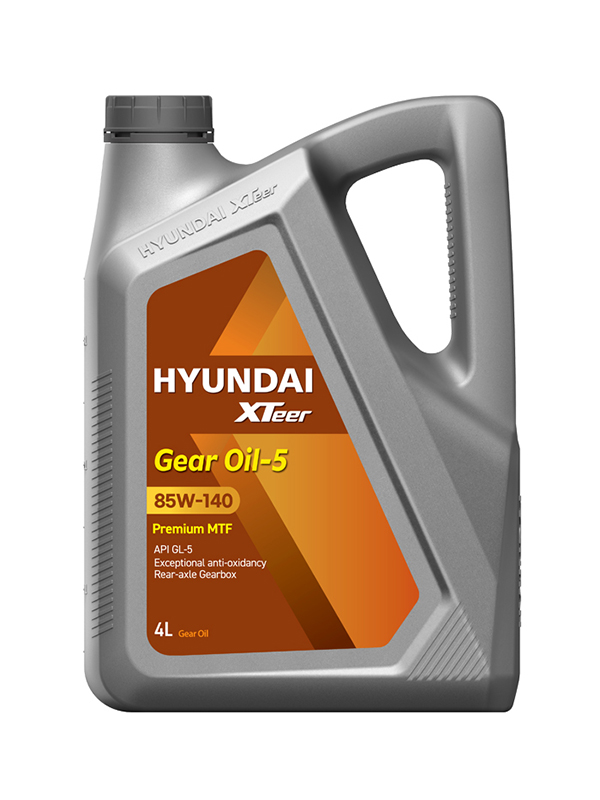 HYUNDAI XTeer
HYUNDAI
XTeer
Gear Oil-5
85W-140
Premium MTF
API GL-5
Exceptional anti-oxidancy
Rear-axle Gearbox
4L Gear Oil